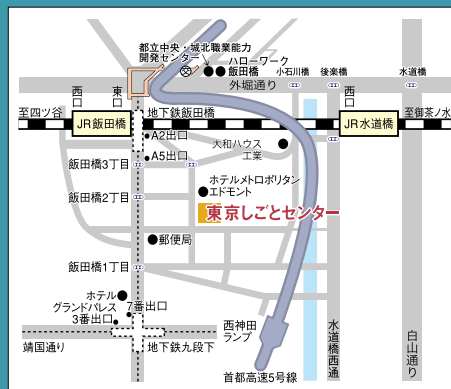 都立中央・城北職業能力
開発センター
ハローワーク
飯田橋
小石川橋
後楽橋
水道橋
外堀通り
西口
東口
西口
至四ツ谷
地下鉄飯田橋
至御茶ノ水
JR飯田橋
JR水道橋
A2出口
大和ハウス
工業
A5出口
飯田橋3丁目
ホテルメトロポリタン
エドモント
飯田橋2丁目
東京しごとセンター
郵便局
飯田橋1丁目
ホテル
グランドパレス
7番出口
3番出口
西神田
ランプ
水道橋西通
白山通り
靖国通り
地下鉄九段下
首都高速5号線